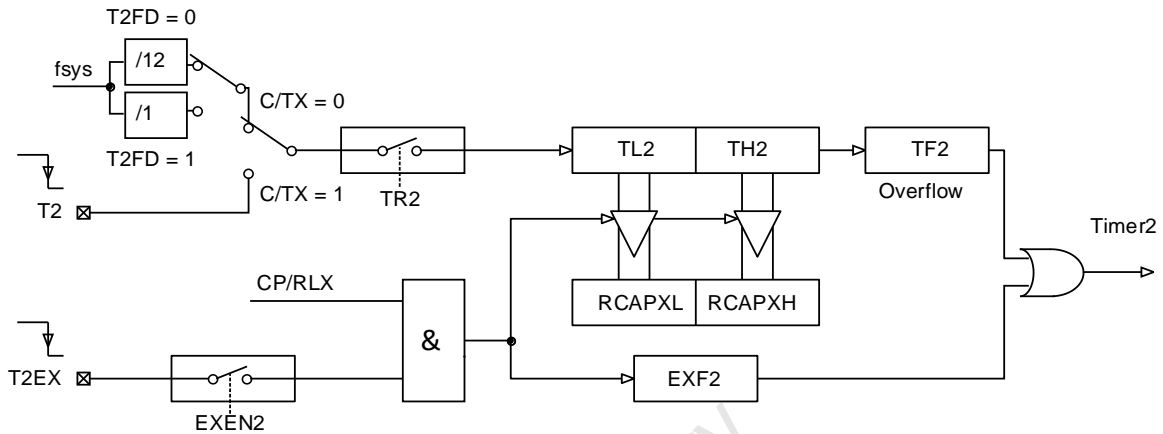 T2FD = 0
/12
fsys
C/TX = 0
/1
T2FD = 1
TL2
TH2
TF2
Overflow
C/TX = 1
TR2
T2
Timer2
CP/RLX
RCAPXL
RCAPXH
&
T2EX
EXF2
EXEN2